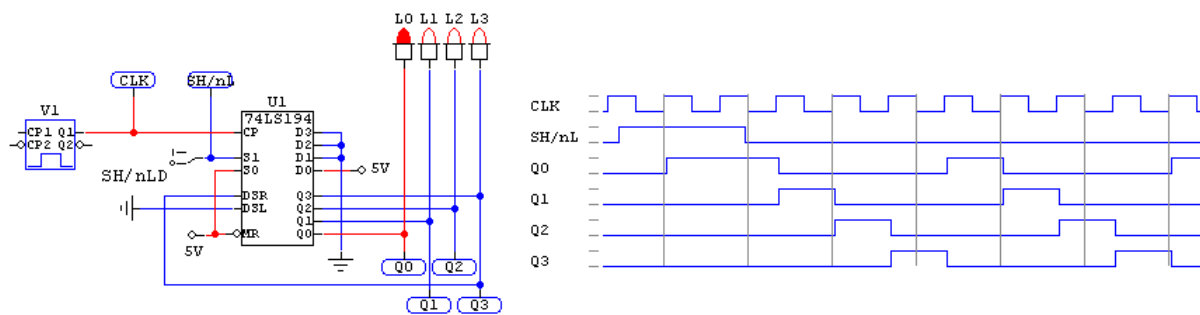 L0 L1 L2 L3
CLK
SH/nL
V1
U1
74LS194
CP1 Q1
CP2 Q2
CP
S1
S0
DSR
DSL
MR
D3
D2
D1
D0
Q3
Q2
Q1
Q0
5V
SH/nLD
5V
Q0
Q2
Q1
Q3
CLK
SH/nL
Q0
Q1
Q2
Q3